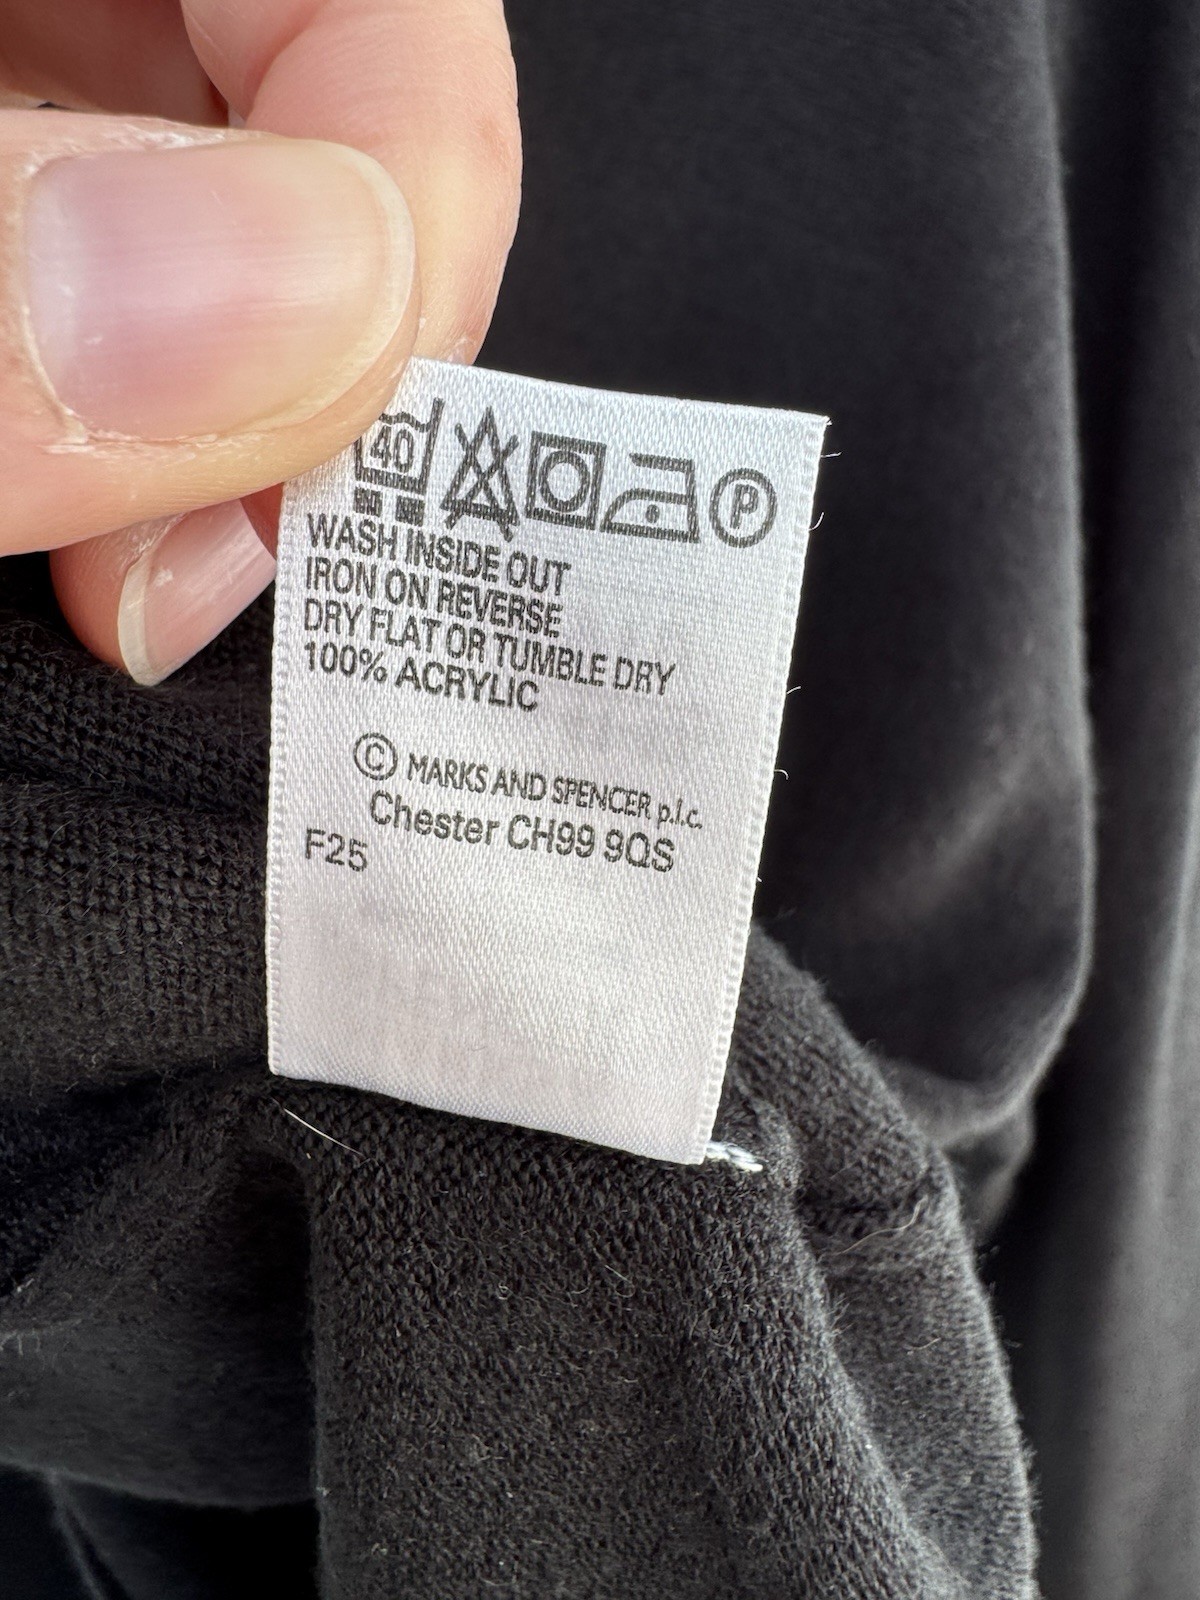 40
P
WASH INSIDE OUT
IRON ON REVERSE
DRY FLAT OR TUMBLE DRY
100% ACRYLIC
© MARKS AND SPENCER p.l.c.
Chester CH99 9QS
F25